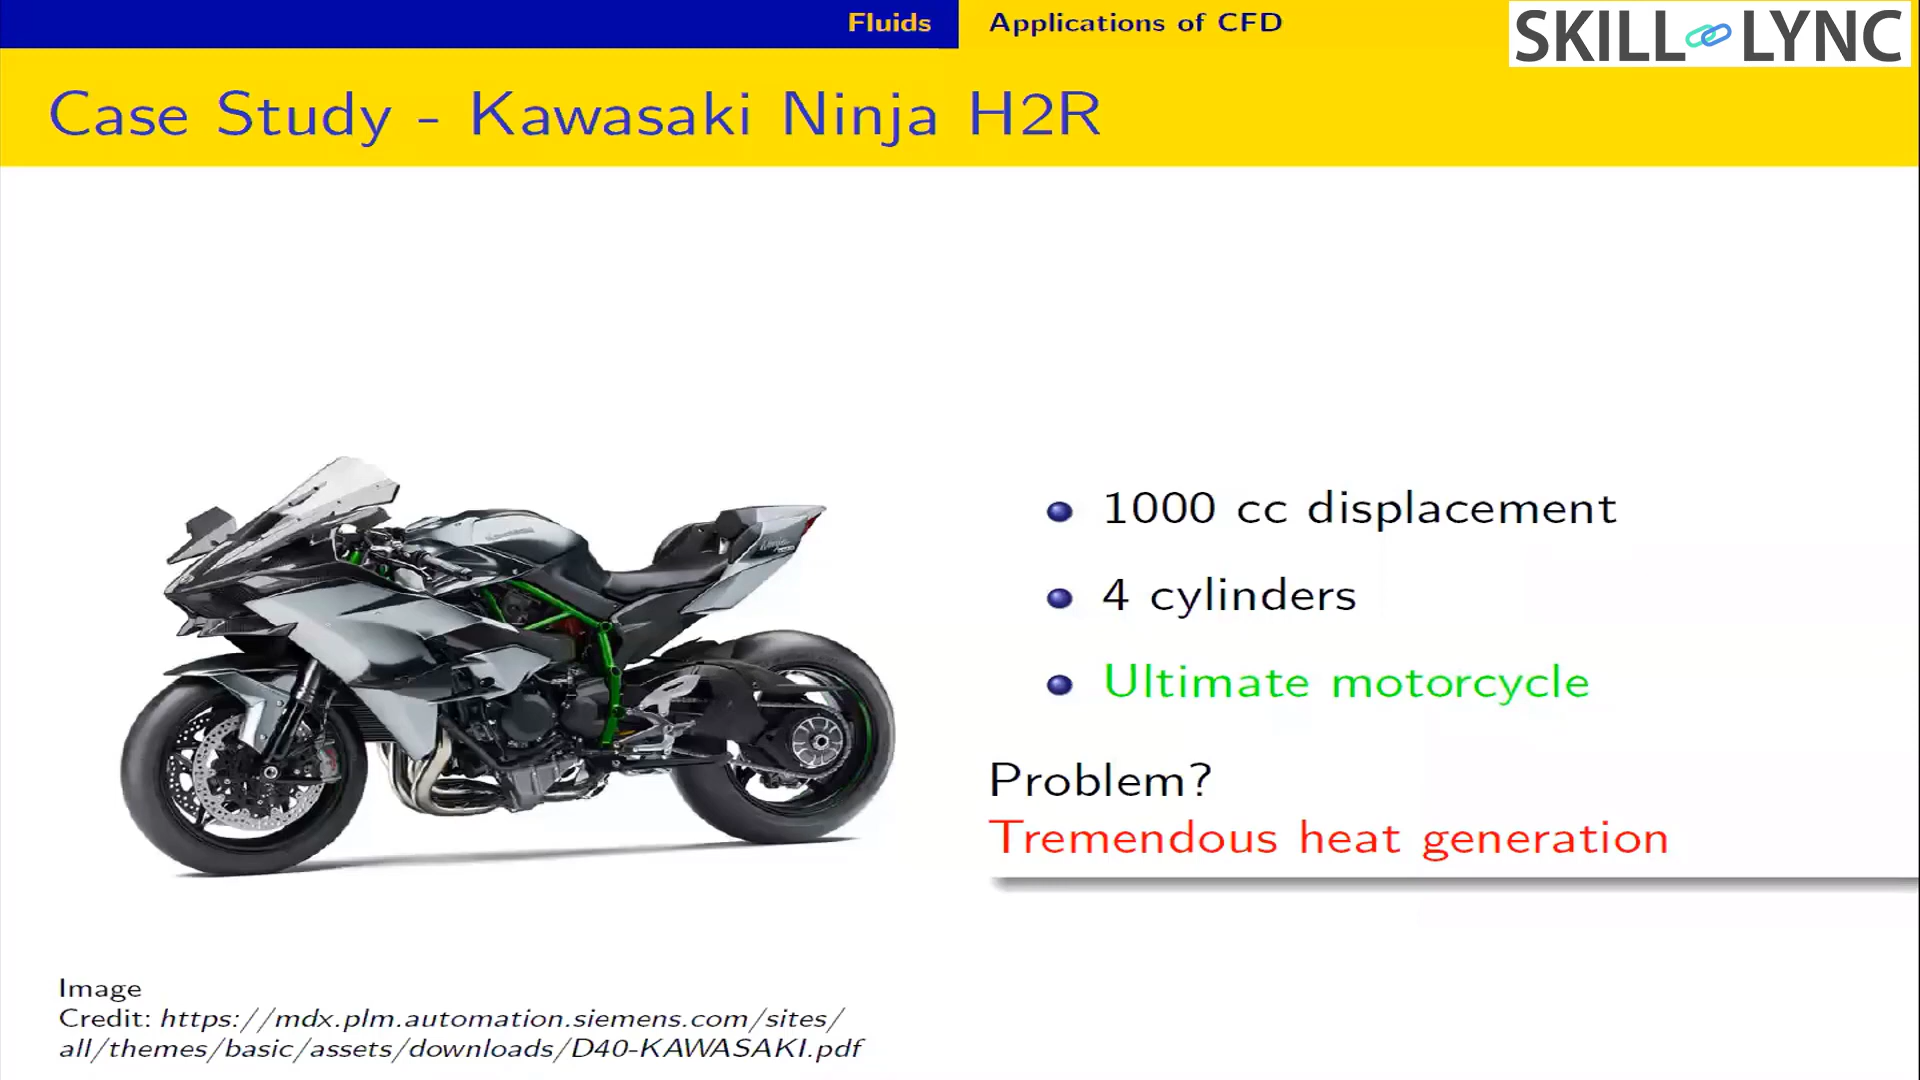 Fluids
Applications of CFD
SKILL LYNC
Case Study - Kawasaki Ninja H2R
1000 cc displacement
4 cylinders
Ultimate motorcycle
Problem?
Tremendous heat generation
Image
Credit: https://mdx.plm.automation.siemens.com/sites/
all/themes/basic/assets/downloads/D40-KAWASAKI.pdf